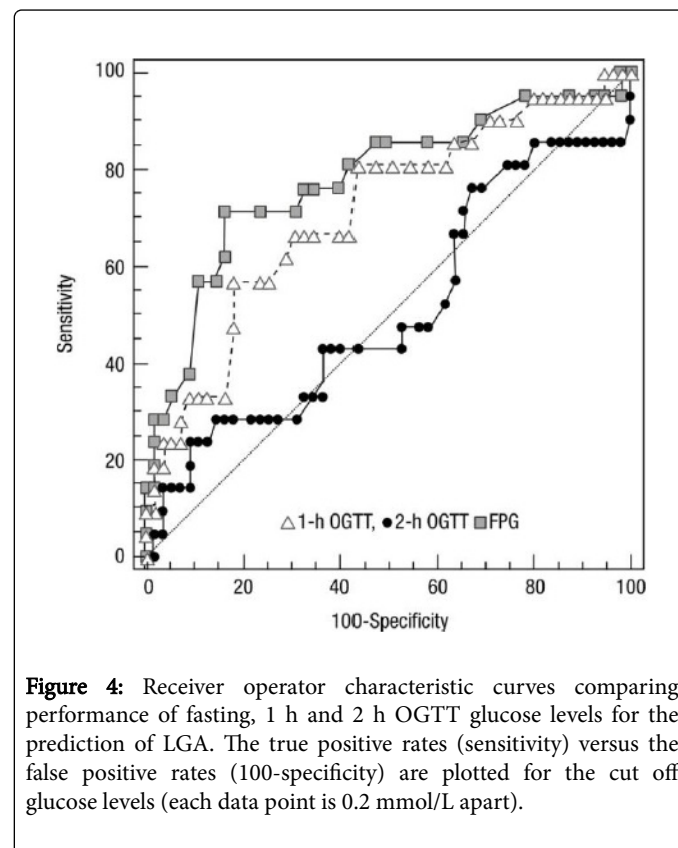 100
80
60
40
20
0
Sensitivity
△ 1-h OGTT, ● 2-h OGTT ■ FPG
0 20 40 60 80 100
100-Specificity
Figure 4: Receiver operator characteristic curves comparing
performance of fasting, 1 h and 2 h OGTT glucose levels for the
prediction of LGA. The true positive rates (sensitivity) versus the
false positive rates (100-specificity) are plotted for the cut off
glucose levels (each data point is 0.2 mmol/L apart).